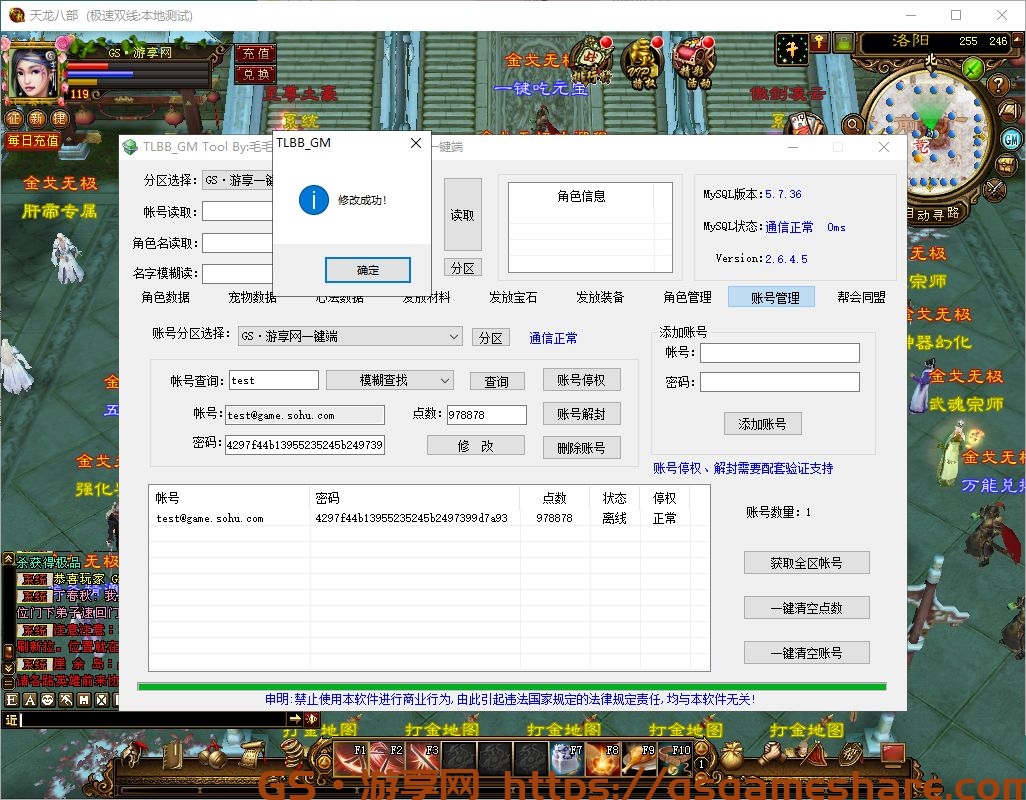 天龙八部 (极速双线:本地测试)
GS·游享网
充值
兑换
119
征 新 捷
每日充值
洛阳 255 246
北
GM
自动寻路
一键吃元宝
系统
金戈无极
肝帝专属
TLBB_GM Tool By:毛毛
一键端
TLBB_GM
修改成功!
确定
分区选择: GS·游享一键
帐号读取:
角色名读取:
名字模糊读:
读取
分区
角色信息
MySQL版本:5.7.36
MySQL状态:通信正常 0ms
Version:2.6.4.5
角色数据 宠物数据 心法数据 发放材料 发放宝石 发放装备 角色管理 账号管理 帮会同盟
账号分区选择: GS·游享网一键端 分区 通信正常
帐号查询: test 模糊查找 查询 账号停权
帐号: test@game.sohu.com 点数: 978878 账号解封
密码: 4297f44b13955235245b249739 修 改 删除账号
添加账号
帐号:
密码:
添加账号
账号停权、解封需要配套验证支持
帐号 密码 点数 状态 停权
test@game.sohu.com 4297f44b13955235245b2497399d7a93 978878 离线 正常
账号数量:1
获取全区帐号
一键清空点数
一键清空账号
申明:禁止使用本软件进行商业行为,由此引起违法国家规定的法律规定责任,均与本软件无关!
无极
宗师
金戈无极
神器幻化
金戈无极
武魂宗师
金戈无极
万能兑换
强化
杀获得极品
系统 恭喜玩家 G
系统 丁春秋:我
位门下弟子速回门
系统 注意注意:
刷新拉。位置就在
系统
请各路英雄前来协
近
打金地图 打金地图 打金地图 打金地图 打金地图
F1 F2 F3 F7 F8 F9 F10
1
GS·游享网 https://gsgameshare.com